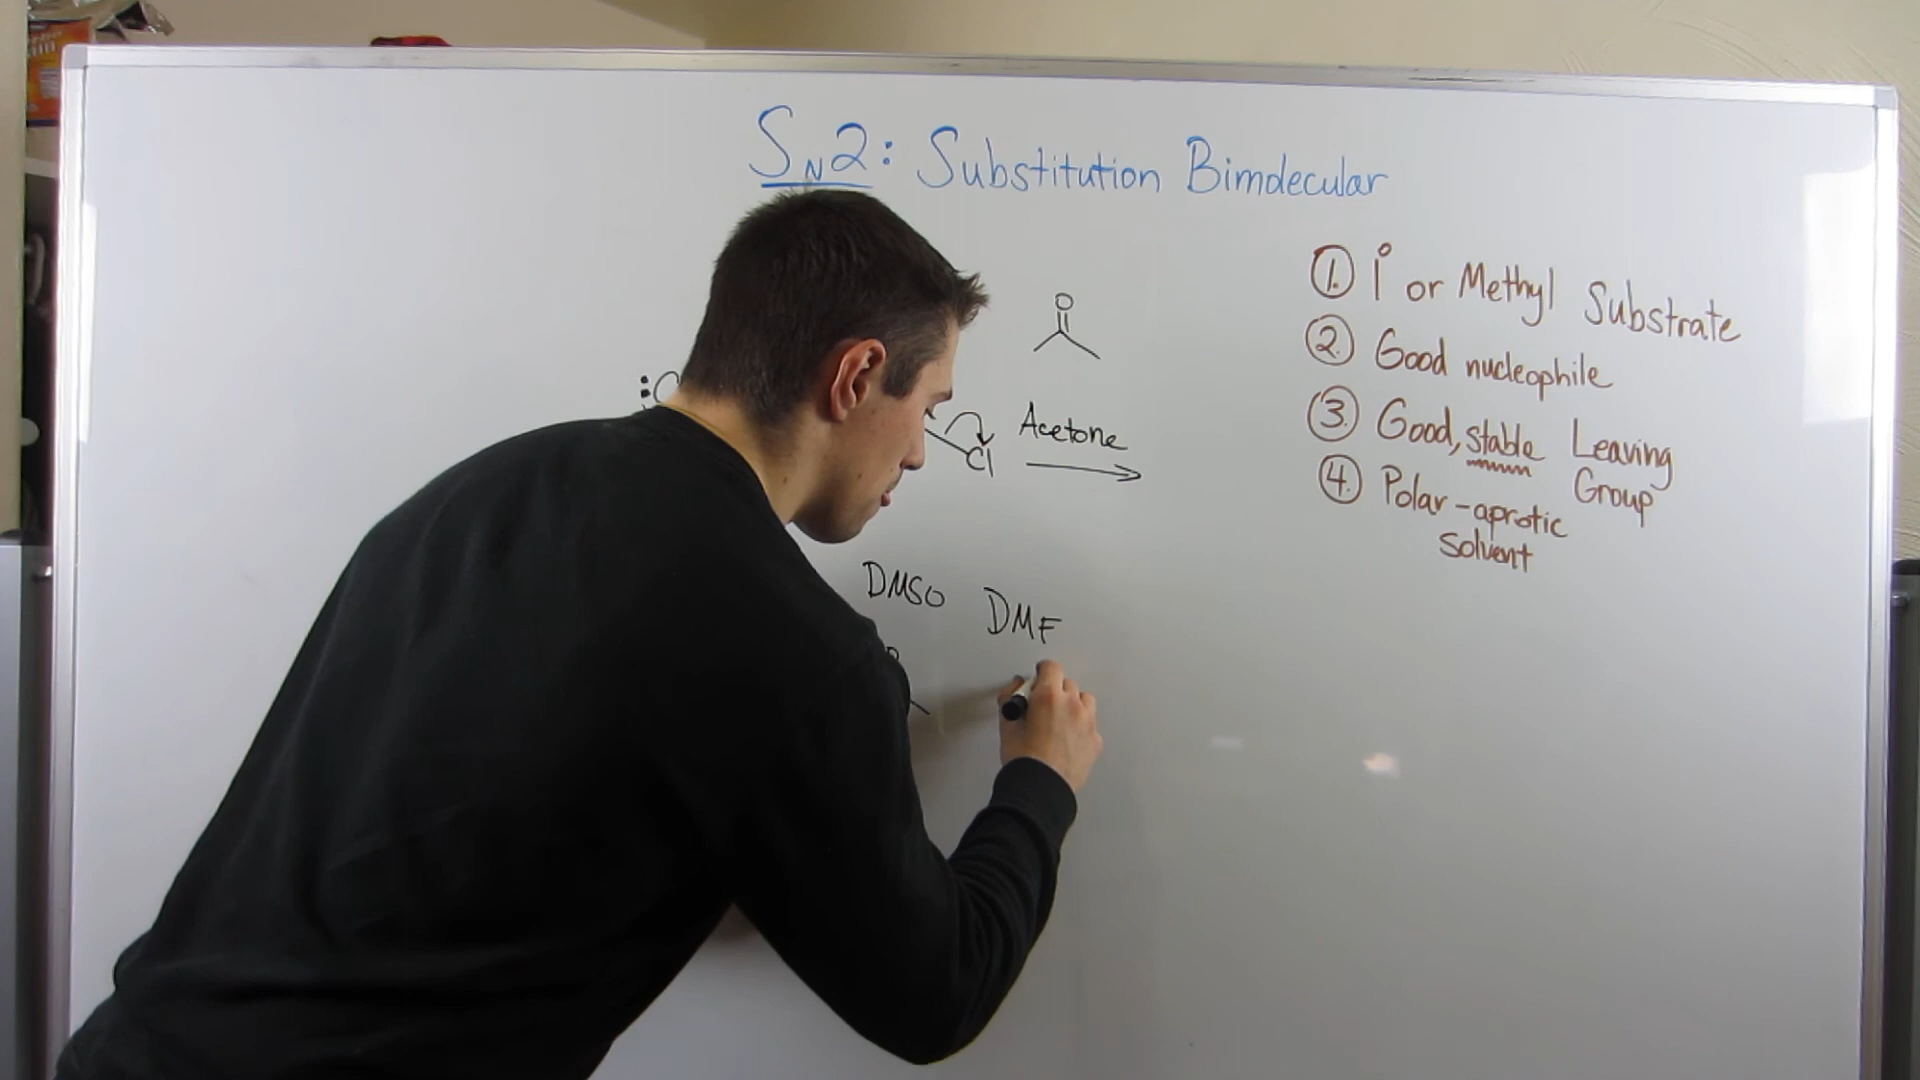 SN2: Substitution Bimolecular
O
① 1° or Methyl Substrate
② Good nucleophile
③ Good, stable Leaving
Group
④ Polar-aprotic
Solvent
Acetone
Cl
DMSO DMF